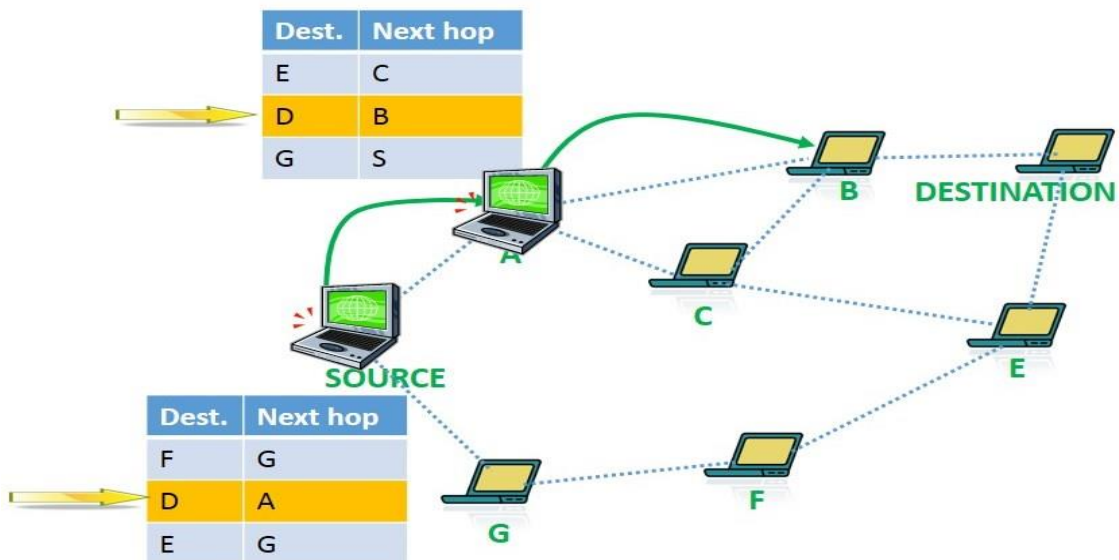 Dest. Next hop
E C
D B
G S
A
B
DESTINATION
C
E
SOURCE
Dest. Next hop
F G
D A
E G
G
F